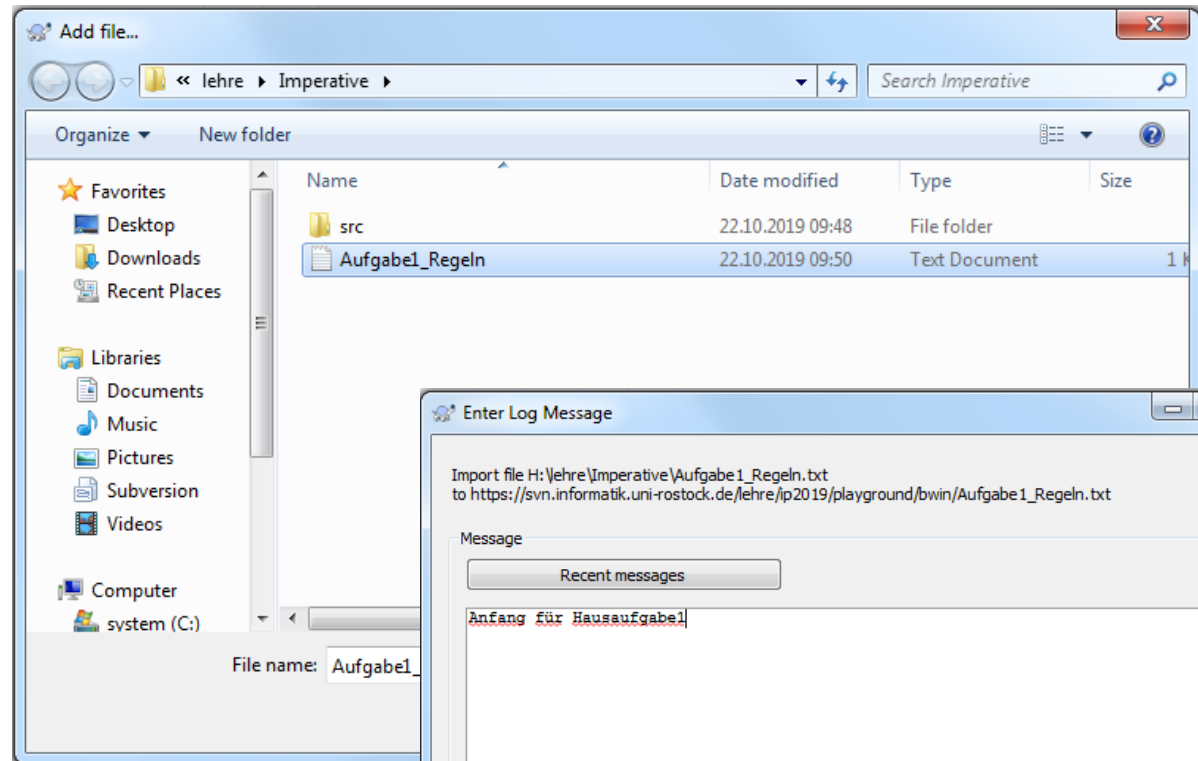 Add file...
« lehre ▸ Imperative ▸
Search Imperative
Organize ▾ New folder
Name Date modified Type Size
src 22.10.2019 09:48 File folder
Aufgabe1_Regeln 22.10.2019 09:50 Text Document 1
Favorites
Desktop
Downloads
Recent Places
Libraries
Documents
Music
Pictures
Subversion
Videos
Computer
system (C:)
File name: Aufgabe1_
Enter Log Message
Import file H:\lehre\Imperative\Aufgabe1_Regeln.txt
to https://svn.informatik.uni-rostock.de/lehre/ip2019/playground/bwin/Aufgabe1_Regeln.txt
Message
Recent messages
Anfang für Hausaufgabe1